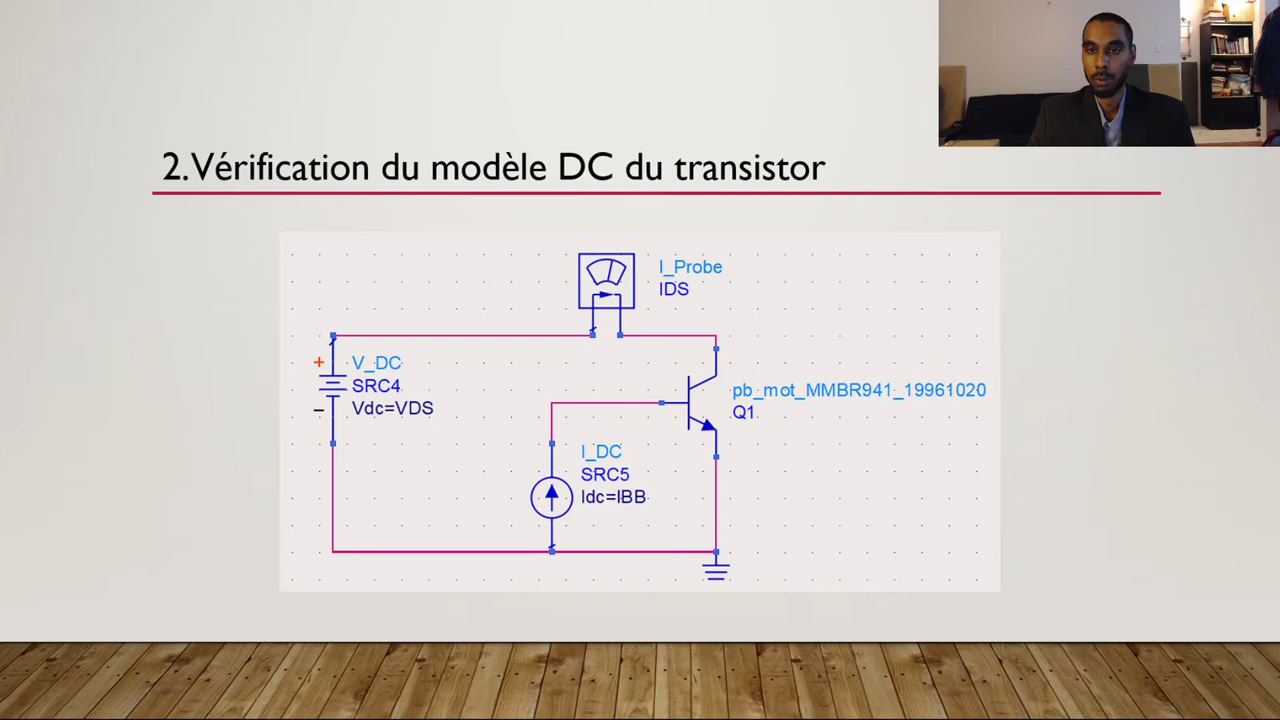 2. Vérification du modèle DC du transistor
I_Probe
IDS
+
V_DC
SRC4
Vdc=VDS
–
pb_mot_MMBR941_19961020
Q1
I_DC
SRC5
Idc=IBB